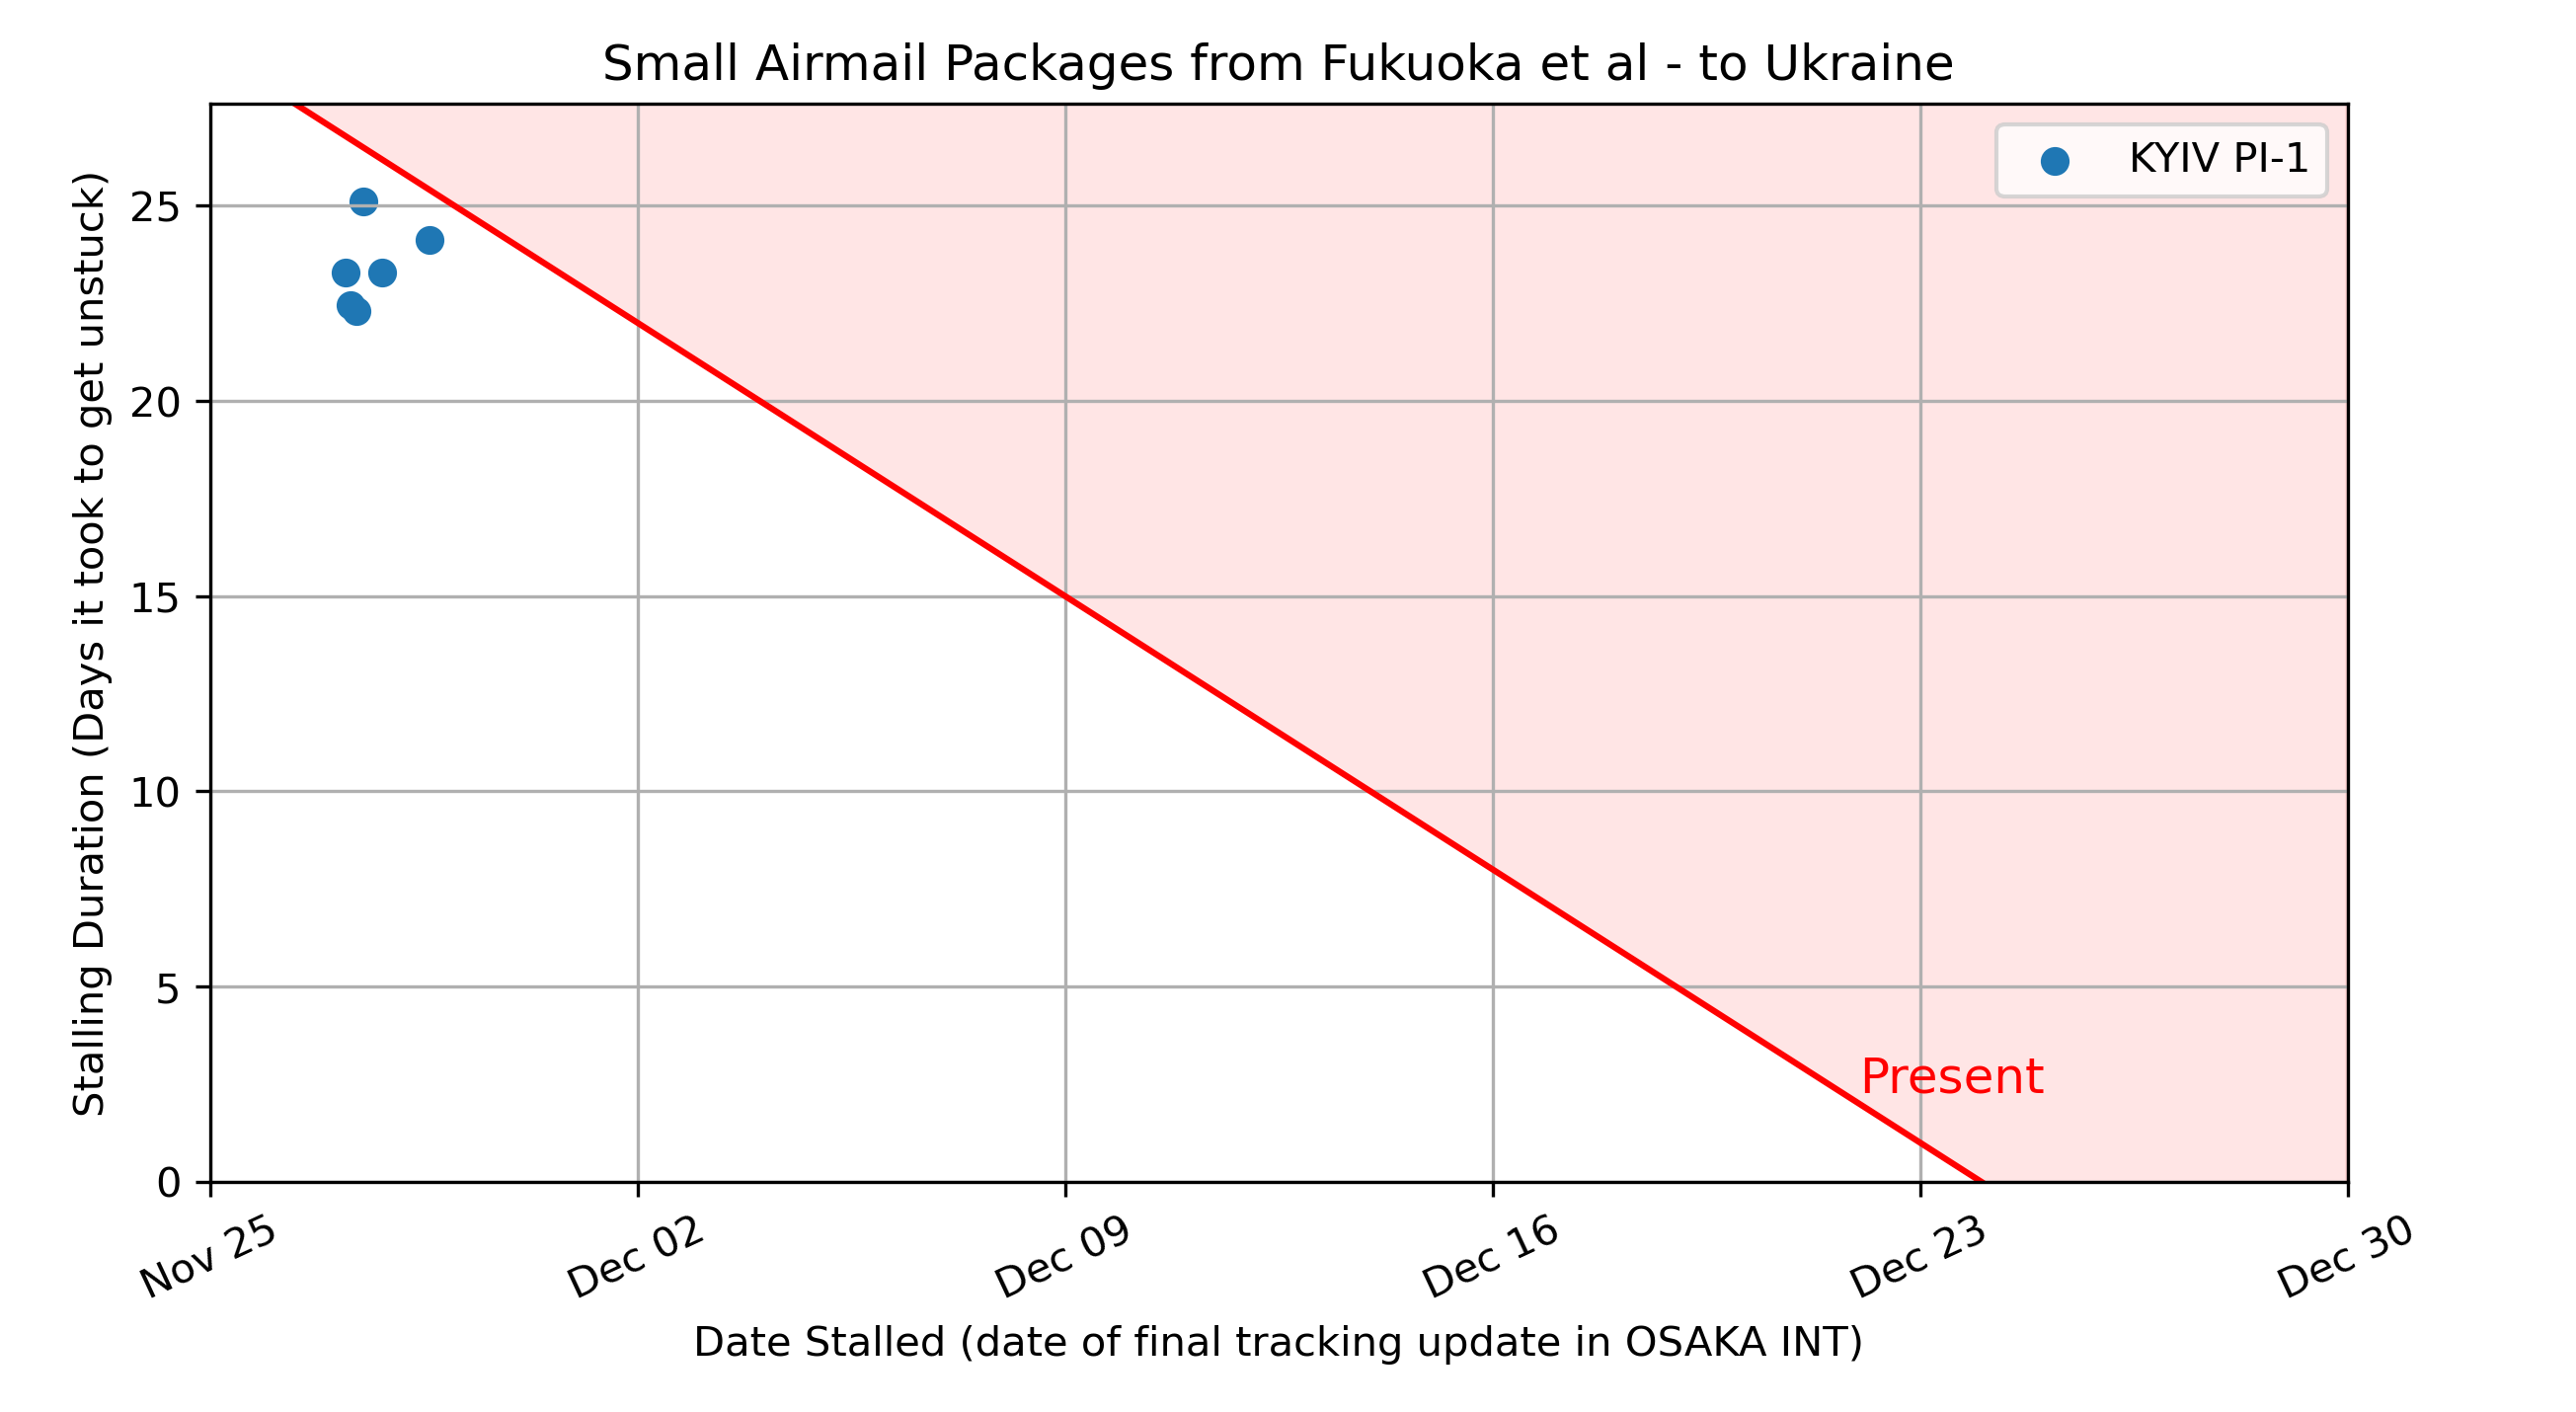 Small Airmail Packages from Fukuoka et al - to Ukraine
KYIV PI-1
Stalling Duration (Days it took to get unstuck)
25
20
15
10
5
0
Present
Nov 25
Dec 02
Dec 09
Dec 16
Dec 23
Dec 30
Date Stalled (date of final tracking update in OSAKA INT)